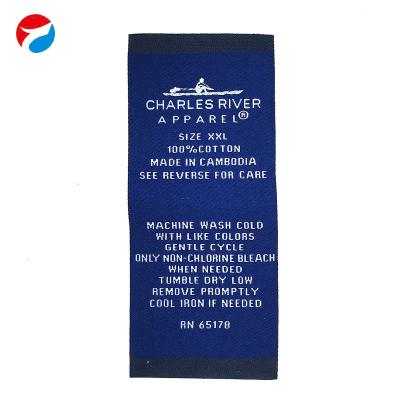 CHARLES RIVER
APPAREL®
SIZE XXL
100%COTTON
MADE IN CAMBODIA
SEE REVERSE FOR CARE
MACHINE WASH COLD
WITH LIKE COLORS
GENTLE CYCLE
ONLY NON-CHLORINE BLEACH
WHEN NEEDED
TUMBLE DRY LOW
REMOVE PROMPTLY
COOL IRON IF NEEDED
RN 65178